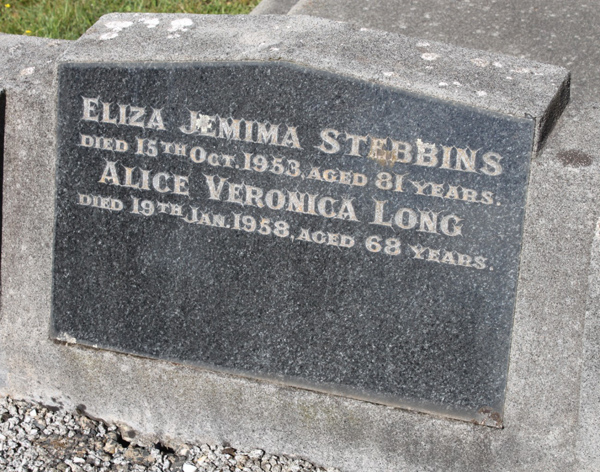 ELIZA JEMIMA STEBBINS
DIED 15TH OCT. 1953, AGED 81 YEARS.
ALICE VERONICA LONG
DIED 19TH JAN. 1958, AGED 68 YEARS.